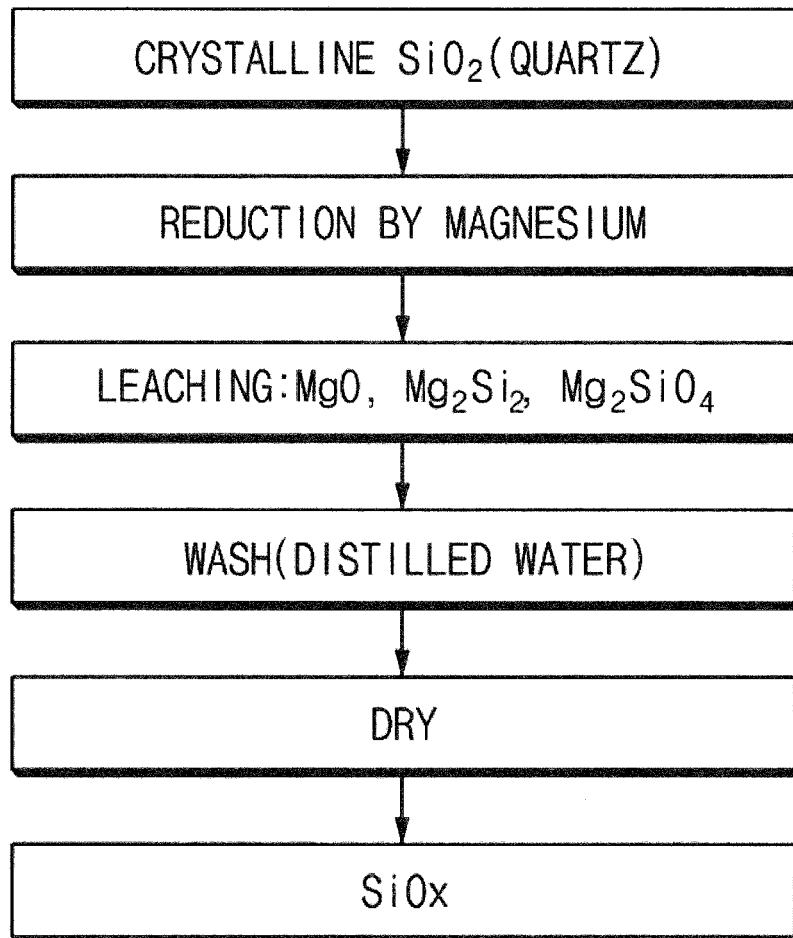 CRYSTALLINE SiO₂(QUARTZ)
REDUCTION BY MAGNESIUM
LEACHING:MgO, Mg₂Si₂, Mg₂SiO₄
WASH(DISTILLED WATER)
DRY
SiOx